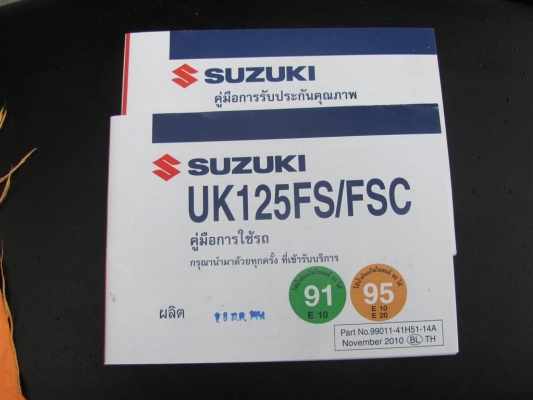 SUZUKI
คู่มือการรับประกันคุณภาพ
SUZUKI
UK125FS/FSC
คู่มือการใช้รถ
กรุณานำมาด้วยทุกครั้ง ที่เข้ารับบริการ
91
E 10
95
E 10
E 20
ผลิต
Part No.99011-41H51-14A
November 2010 BL TH